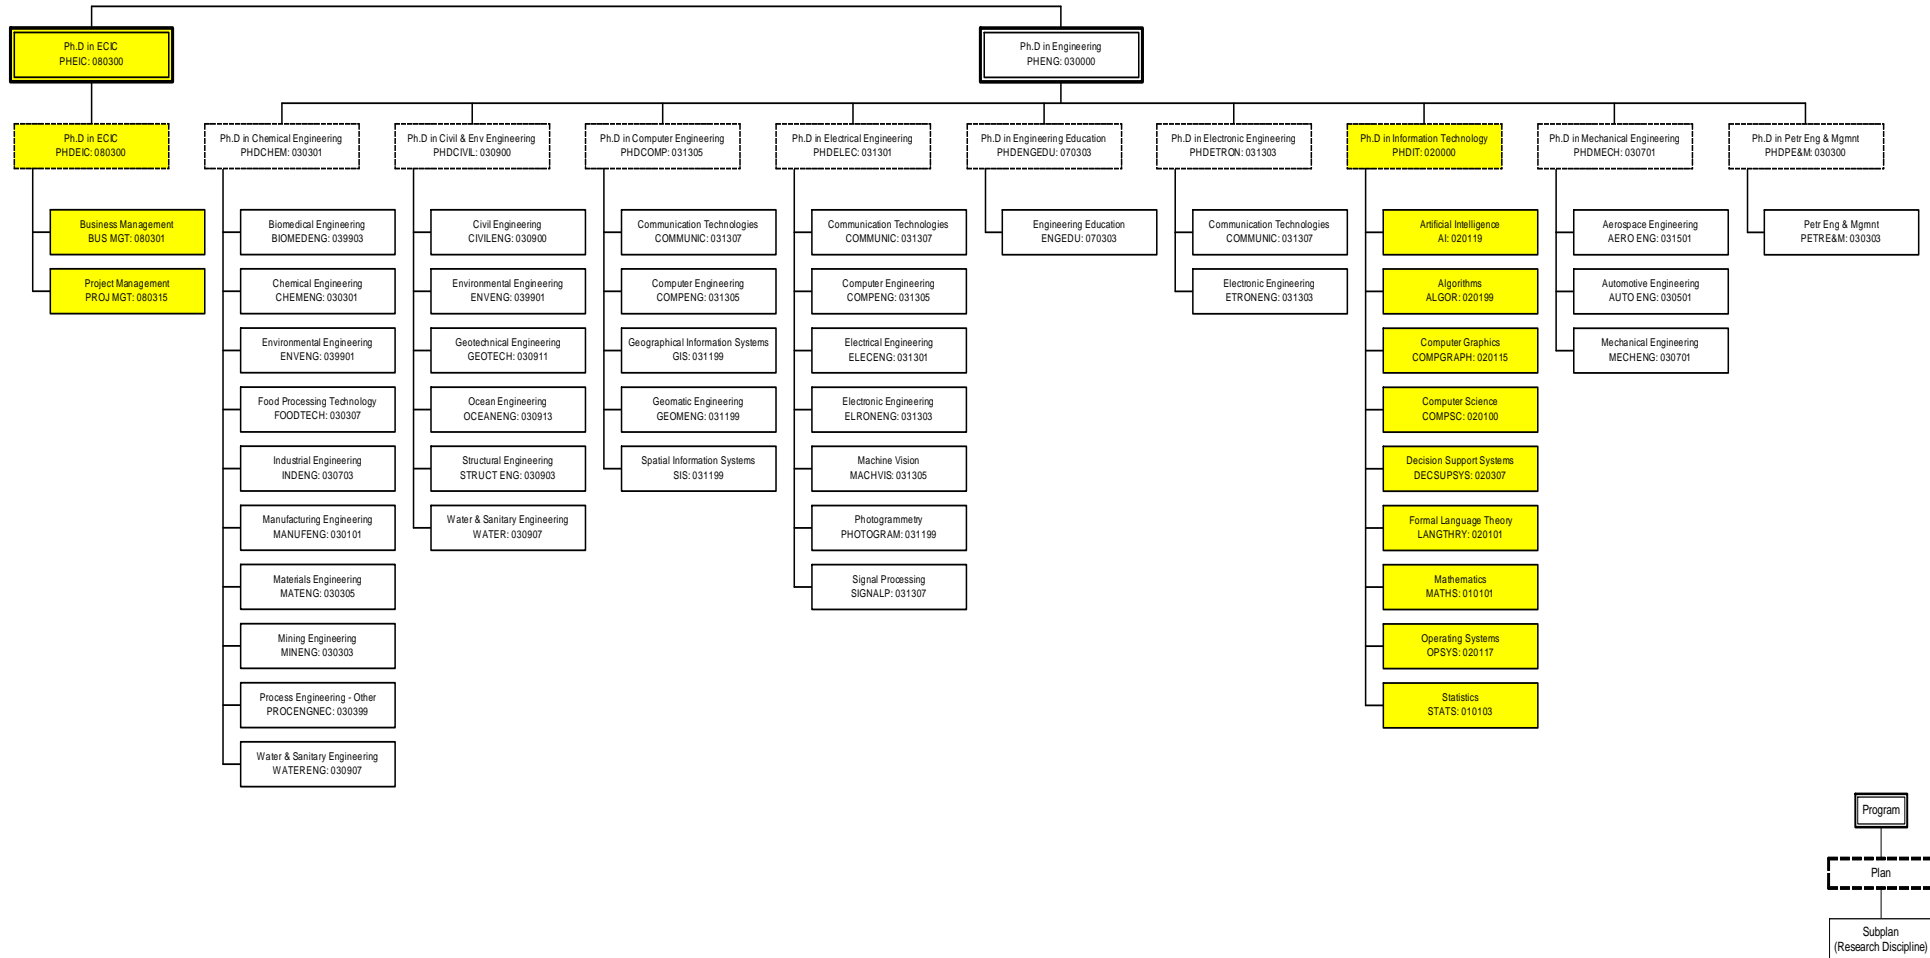 Ph.D in ECIC
PHEIC: 080300
Ph.D in Engineering
PHENG: 030000
Ph.D in ECIC
PHDEIC: 080300
Business Management
BUS MGT: 080301
Project Management
PROJ MGT: 080315
Ph.D in Chemical Engineering
PHDCHEM: 030301
Biomedical Engineering
BIOMEDENG: 039903
Chemical Engineering
CHEMENG: 030301
Environmental Engineering
ENVENG: 039901
Food Processing Technology
FOODTECH: 030307
Industrial Engineering
INDENG: 030703
Manufacturing Engineering
MANUFENG: 030101
Materials Engineering
MATENG: 030305
Mining Engineering
MINENG: 030303
Process Engineering - Other
PROCENGNEC: 030399
Water & Sanitary Engineering
WATERENG: 030907
Ph.D in Civil & Env Engineering
PHDCIVIL: 030900
Civil Engineering
CIVILENG: 030900
Environmental Engineering
ENVENG: 039901
Geotechnical Engineering
GEOTECH: 030911
Ocean Engineering
OCEANENG: 030913
Structural Engineering
STRUCT ENG: 030903
Water & Sanitary Engineering
WATER: 030907
Ph.D in Computer Engineering
PHDCOMP: 031305
Communication Technologies
COMMUNIC: 031307
Computer Engineering
COMPENG: 031305
Geographical Information Systems
GIS: 031199
Geomatic Engineering
GEOMENG: 031199
Spatial Information Systems
SIS: 031199
Ph.D in Electrical Engineering
PHDELEC: 031301
Communication Technologies
COMMUNIC: 031307
Computer Engineering
COMPENG: 031305
Electrical Engineering
ELECENG: 031301
Electronic Engineering
ELRONENG: 031303
Machine Vision
MACHVIS: 031305
Photogrammetry
PHOTOGRAM: 031199
Signal Processing
SIGNALP: 031307
Ph.D in Engineering Education
PHDENGEDU: 070303
Engineering Education
ENGEDU: 070303
Ph.D in Electronic Engineering
PHDETRON: 031303
Communication Technologies
COMMUNIC: 031307
Electronic Engineering
ETRONENG: 031303
Ph.D in Information Technology
PHDIT: 020000
Artificial Intelligence
AI: 020119
Algorithms
ALGOR: 020199
Computer Graphics
COMPGRAPH: 020115
Computer Science
COMPSC: 020100
Decision Support Systems
DECSUPSYS: 020307
Formal Language Theory
LANGTHRY: 020101
Mathematics
MATHS: 010101
Operating Systems
OPSYS: 020117
Statistics
STATS: 010103
Ph.D in Mechanical Engineering
PHDMECH: 030701
Aerospace Engineering
AERO ENG: 031501
Automotive Engineering
AUTO ENG: 030501
Mechanical Engineering
MECHENG: 030701
Ph.D in Petr Eng & Mgmnt
PHDPE&M: 030300
Petr Eng & Mgmnt
PETRE&M: 030303
Program
Plan
Subplan
(Research Discipline)